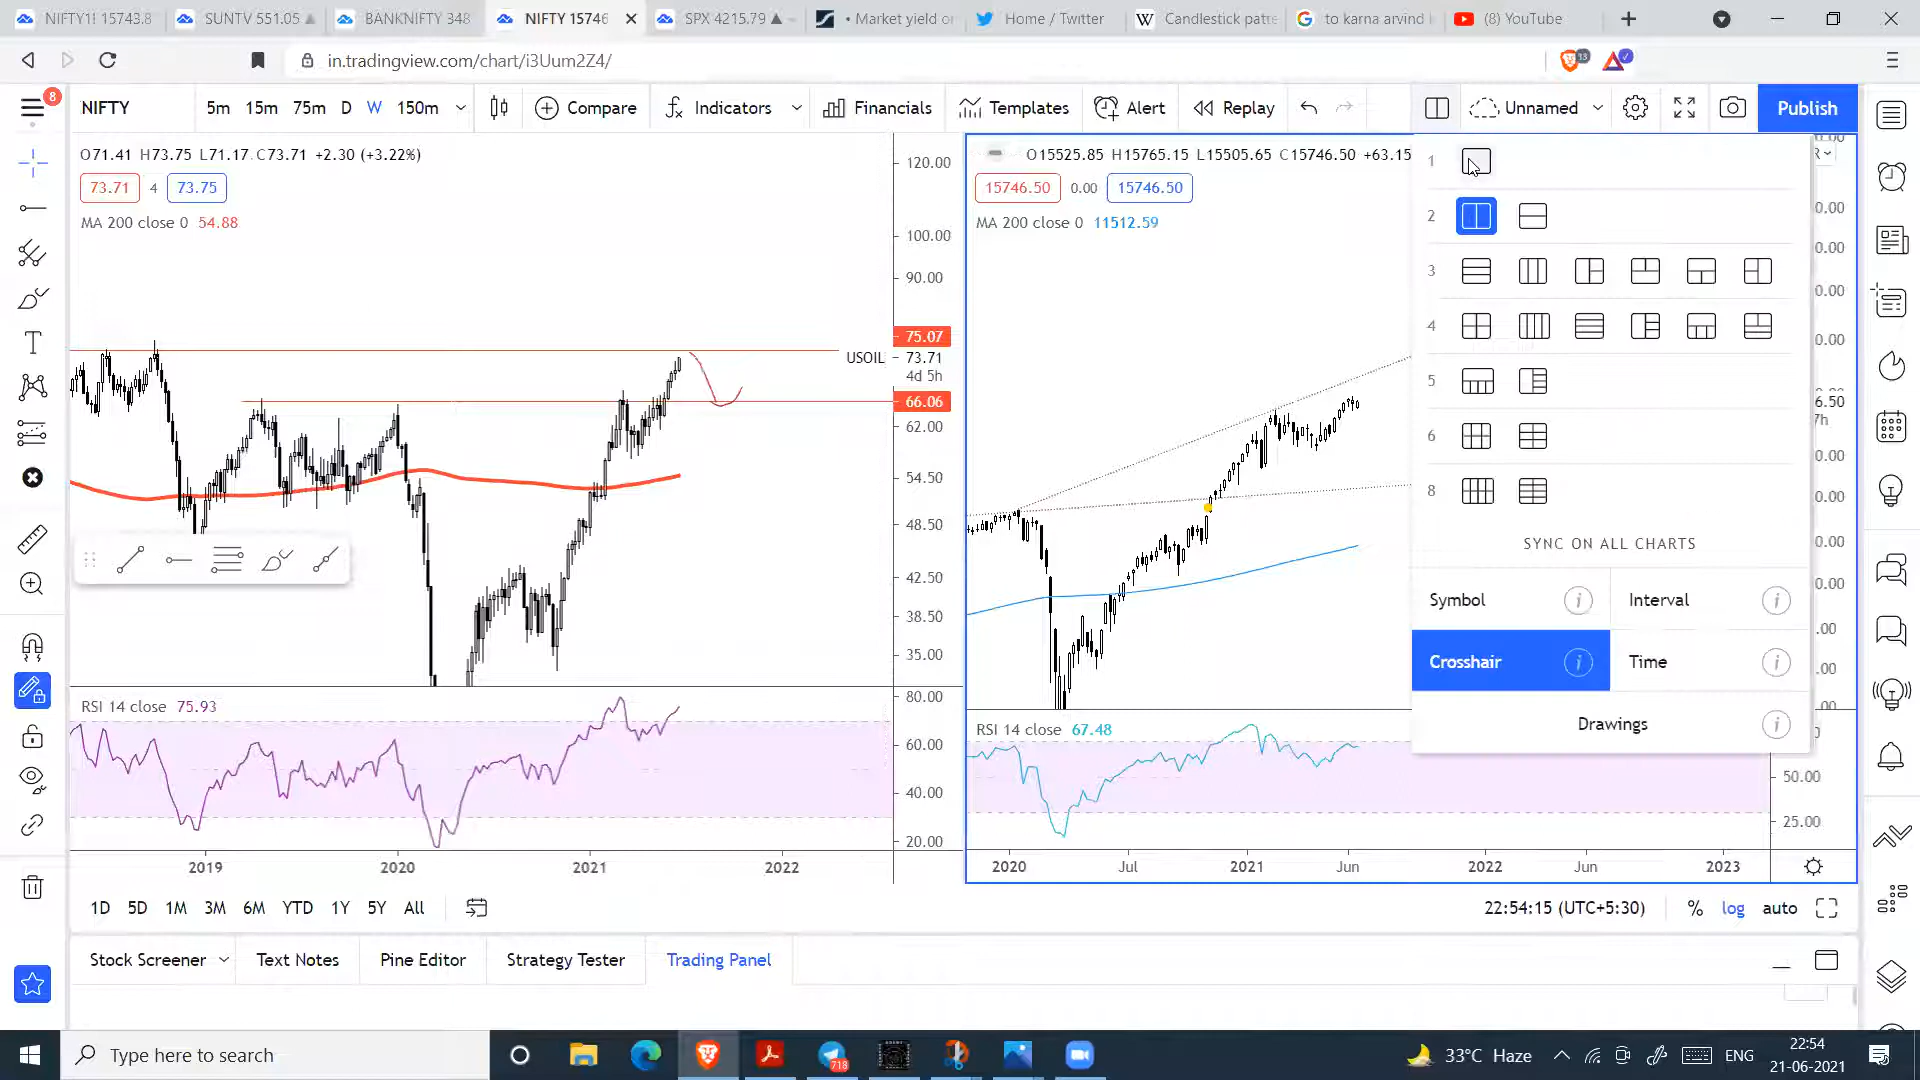 NIFTY1! 15743.8
SUNTV 551.05
BANKNIFTY 348
NIFTY 15746
SPX 4215.79
• Market yield or
Home / Twitter
Candlestick patte
to karna arvind k
(8) YouTube
in.tradingview.com/chart/i3Uum2Z4/
13
8
NIFTY
5m 15m 75m D W 150m
Compare
Indicators
Financials
Templates
Alert
Replay
Unnamed
Publish
O71.41 H73.75 L71.17 C73.71 +2.30 (+3.22%)
73.71 4 73.75
MA 200 close 0 54.88
120.00
100.00
90.00
75.07
USOIL 73.71
4d 5h
66.06
62.00
54.50
48.50
42.50
38.50
35.00
RSI 14 close 75.93
80.00
60.00
40.00
20.00
2019 2020 2021 2022
O15525.85 H15765.15 L15505.65 C15746.50 +63.15
15746.50 0.00 15746.50
MA 200 close 0 11512.59
RSI 14 close 67.48
50.00
25.00
2020 Jul 2021 Jun 2022 Jun 2023
1
2
3
4
5
6
8
SYNC ON ALL CHARTS
Symbol
Interval
Crosshair
Time
Drawings
1D 5D 1M 3M 6M YTD 1Y 5Y All
22:54:15 (UTC+5:30)
% log auto
Stock Screener
Text Notes
Pine Editor
Strategy Tester
Trading Panel
Type here to search
718
33°C Haze
ENG
22:54
21-06-2021